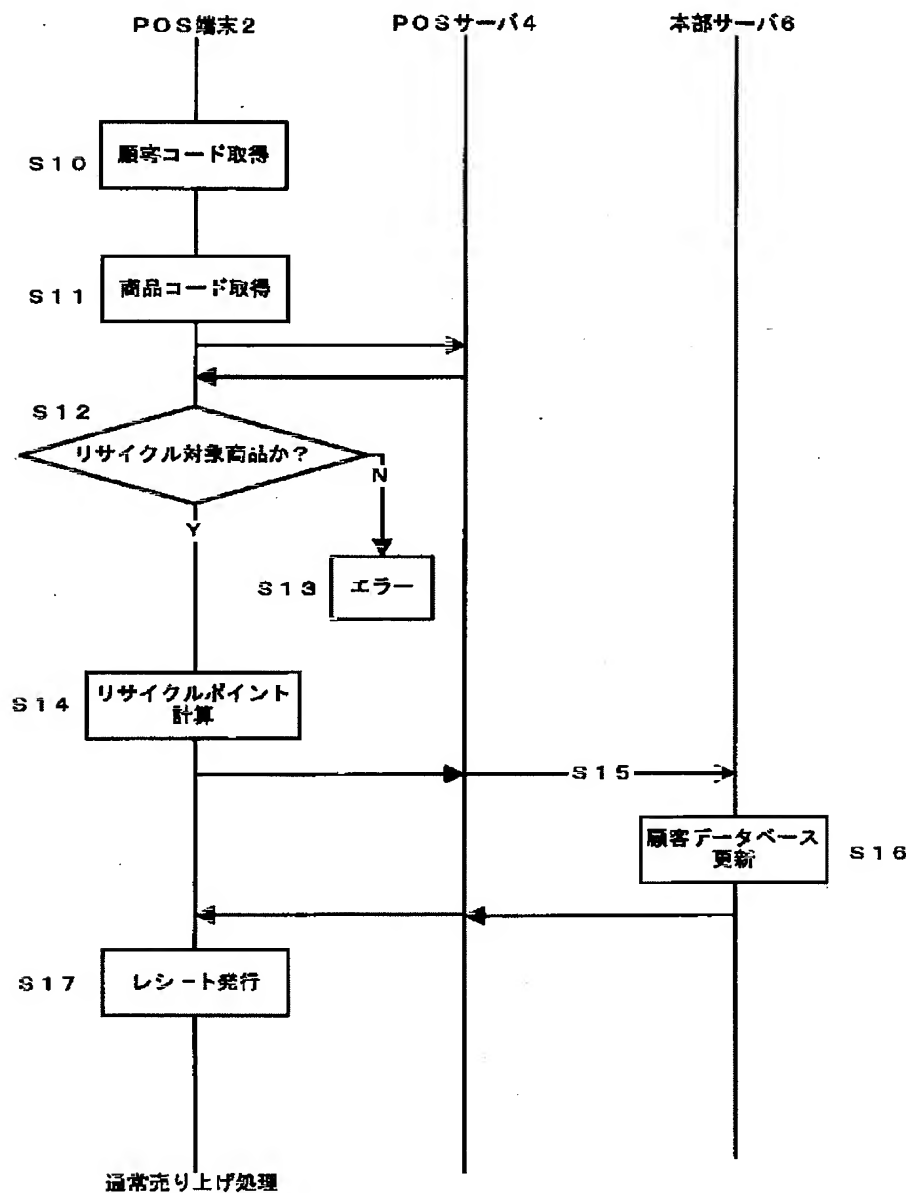 POS端末2 POSサーバ4 本部サーバ6
S10 顧客コード取得
S11 商品コード取得
S12
リサイクル対象商品か?
N
Y
S13 エラー
S14 リサイクルポイント
計算
S15
顧客データベース
更新
S16
S17 レシート発行
通常売り上げ処理